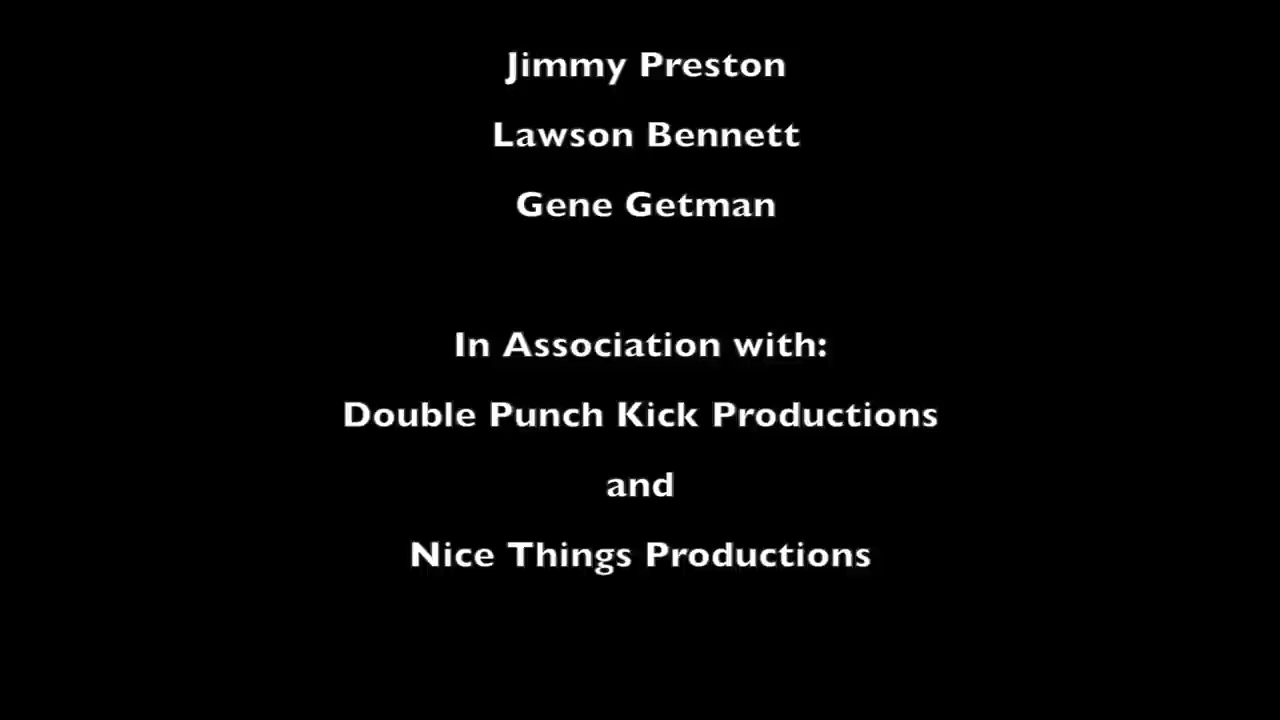 Jimmy Preston
Lawson Bennett
Gene Getman
In Association with:
Double Punch Kick Productions
and
Nice Things Productions